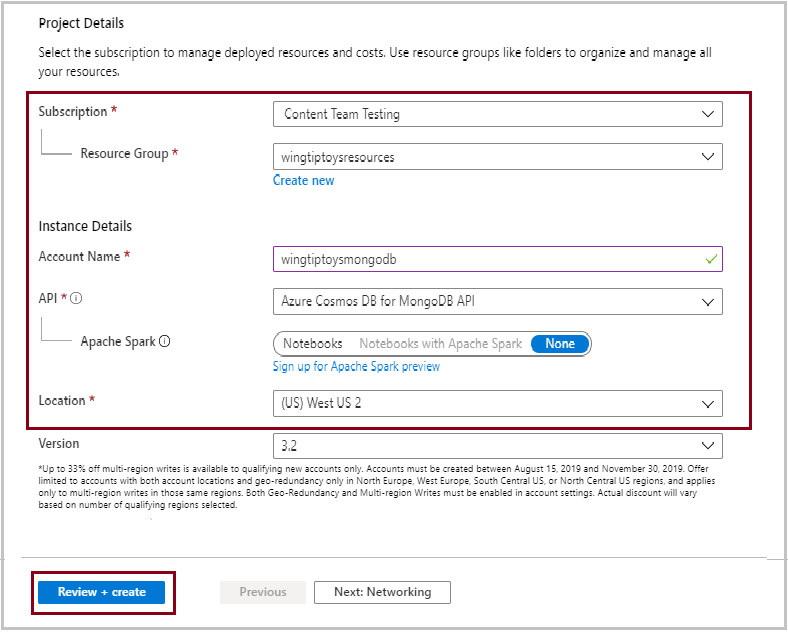 Project Details
Select the subscription to manage deployed resources and costs. Use resource groups like folders to organize and manage all
your resources.
Subscription *
Content Team Testing
Resource Group *
wingtiptoysresources
Create new
Instance Details
Account Name *
wingtiptoysmongodb
API *
Azure Cosmos DB for MongoDB API
Apache Spark
Notebooks Notebooks with Apache Spark None
Sign up for Apache Spark preview
Location *
(US) West US 2
Version
3.2
*Up to 33% off multi-region writes is available to qualifying new accounts only. Accounts must be created between August 15, 2019 and November 30, 2019. Offer
limited to accounts with both account locations and geo-redundancy only in North Europe, West Europe, South Central US, or North Central US regions, and applies
only to multi-region writes in those same regions. Both Geo-Redundancy and Multi-region Writes must be enabled in account settings. Actual discount will vary
based on number of qualifying regions selected.
Review + create
Previous
Next: Networking